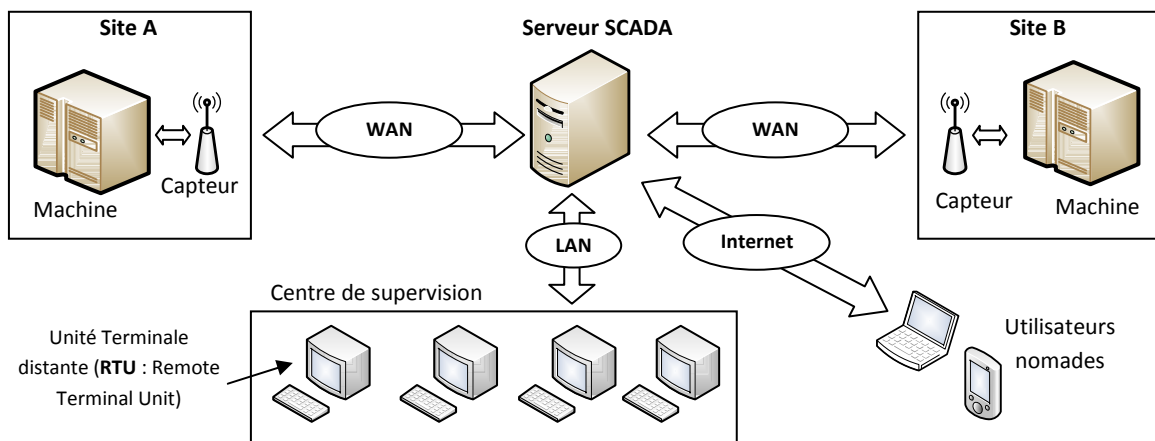 Site A
Serveur SCADA
Site B
WAN
WAN
Capteur
Machine
Capteur
Machine
LAN
Internet
Centre de supervision
Unité Terminale
distante (RTU : Remote
Terminal Unit)
Utilisateurs
nomades